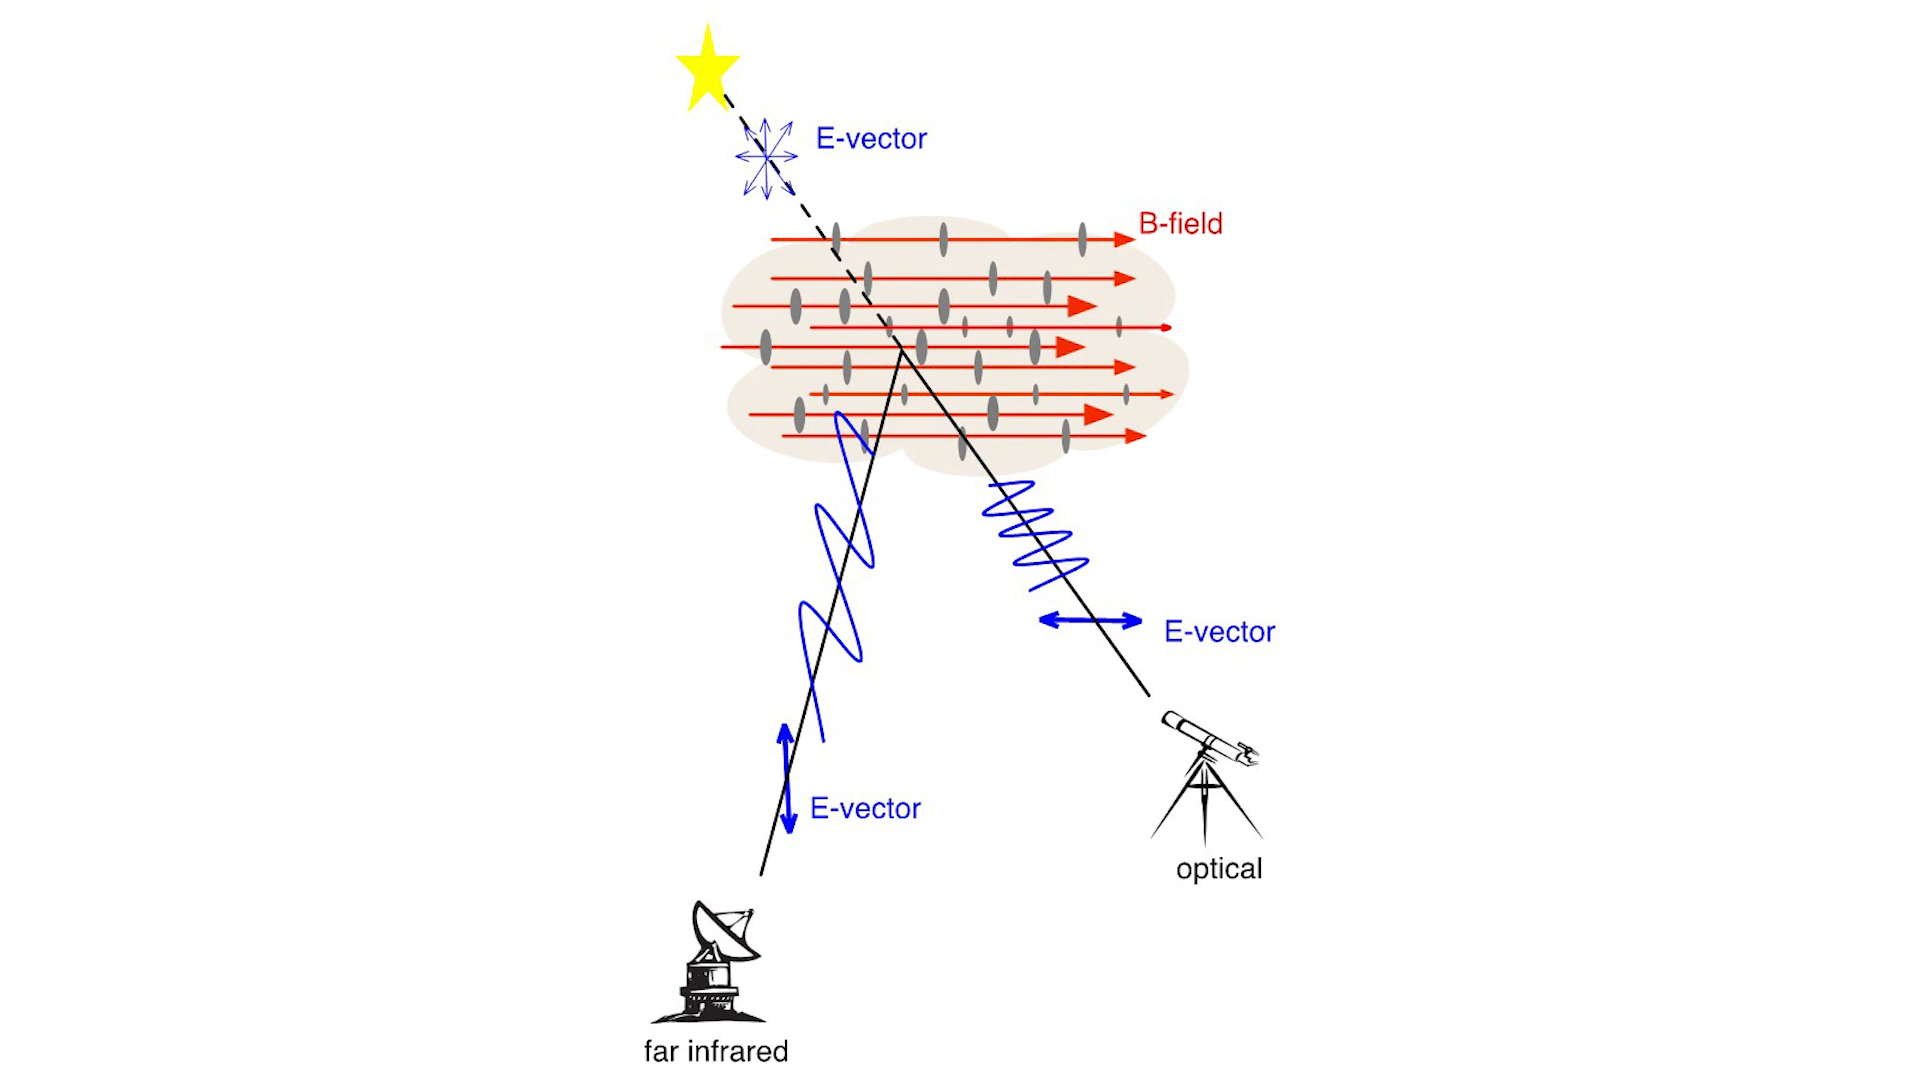 E-vector
B-field
E-vector
E-vector
optical
far infrared